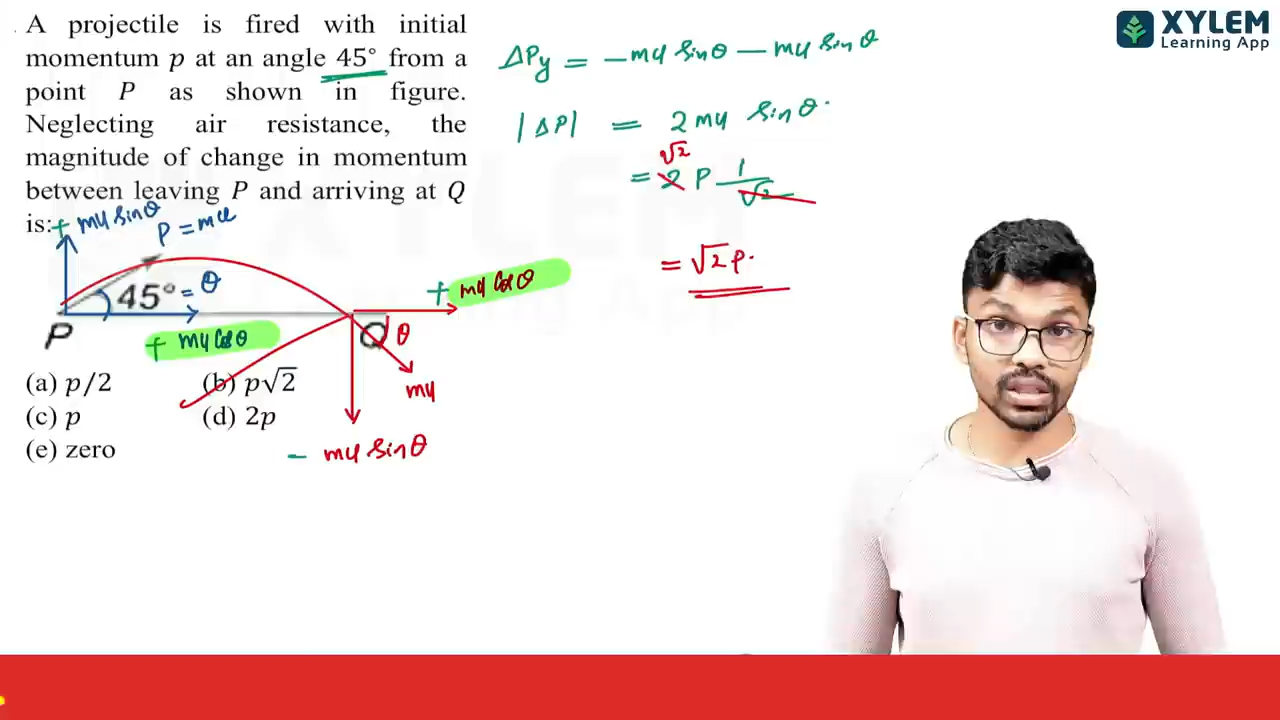 A projectile is fired with initial
momentum p at an angle 45° from a
point P as shown in figure.
Neglecting air resistance, the
magnitude of change in momentum
between leaving P and arriving at Q
is:
+ mu sinθ
P = mu
45° = θ
P
+ mu cosθ
+ mu cosθ
Q θ
mu
- mu sinθ
(a) p/2 (b) p√2
(c) p (d) 2p
(e) zero
ΔPy = -mu sinθ - mu sinθ
|ΔP| = 2mu sinθ
√2
= 2 P 1/√2
= √2 P.
XYLEM
Learning App